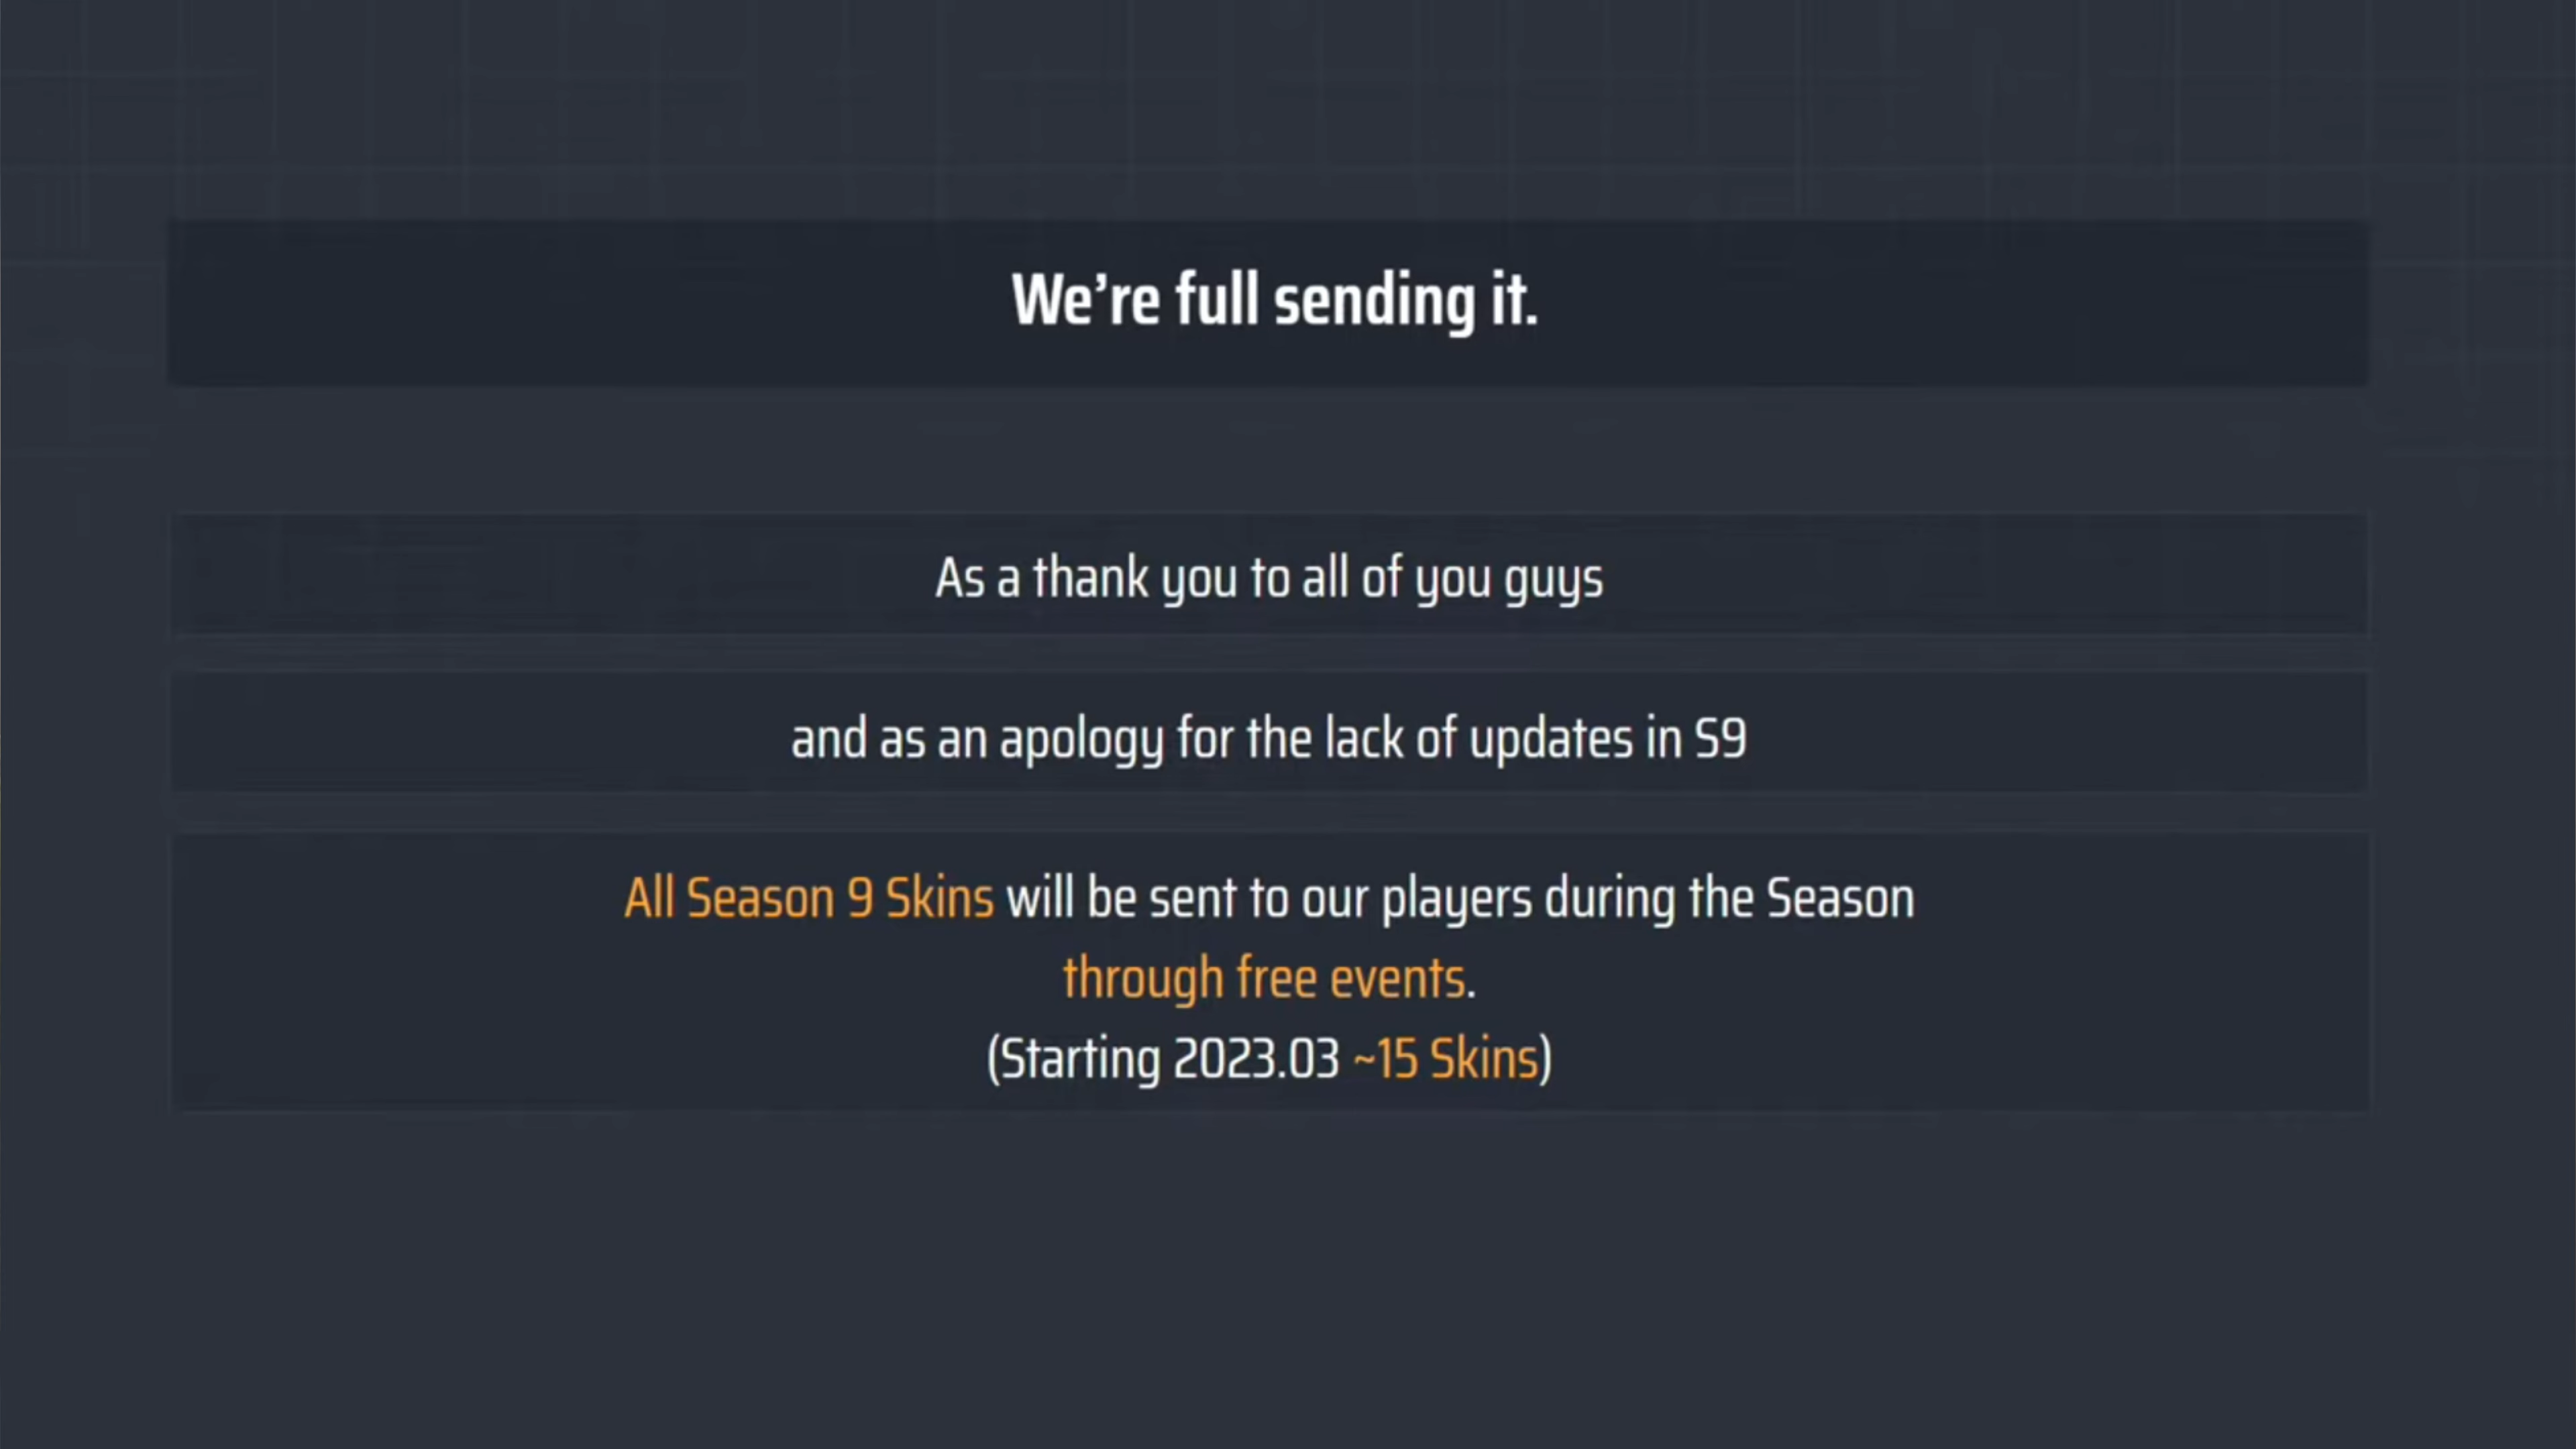 We're full sending it.
As a thank you to all of you guys
and as an apology for the lack of updates in S9
All Season 9 Skins will be sent to our players during the Season
through free events.
(Starting 2023.03 ~15 Skins)